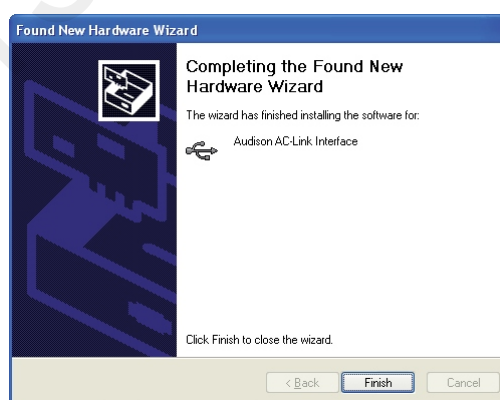 Found New Hardware Wizard
Completing the Found New
Hardware Wizard
The wizard has finished installing the software for:
Audison AC-Link Interface
Click Finish to close the wizard.
< Back Finish Cancel